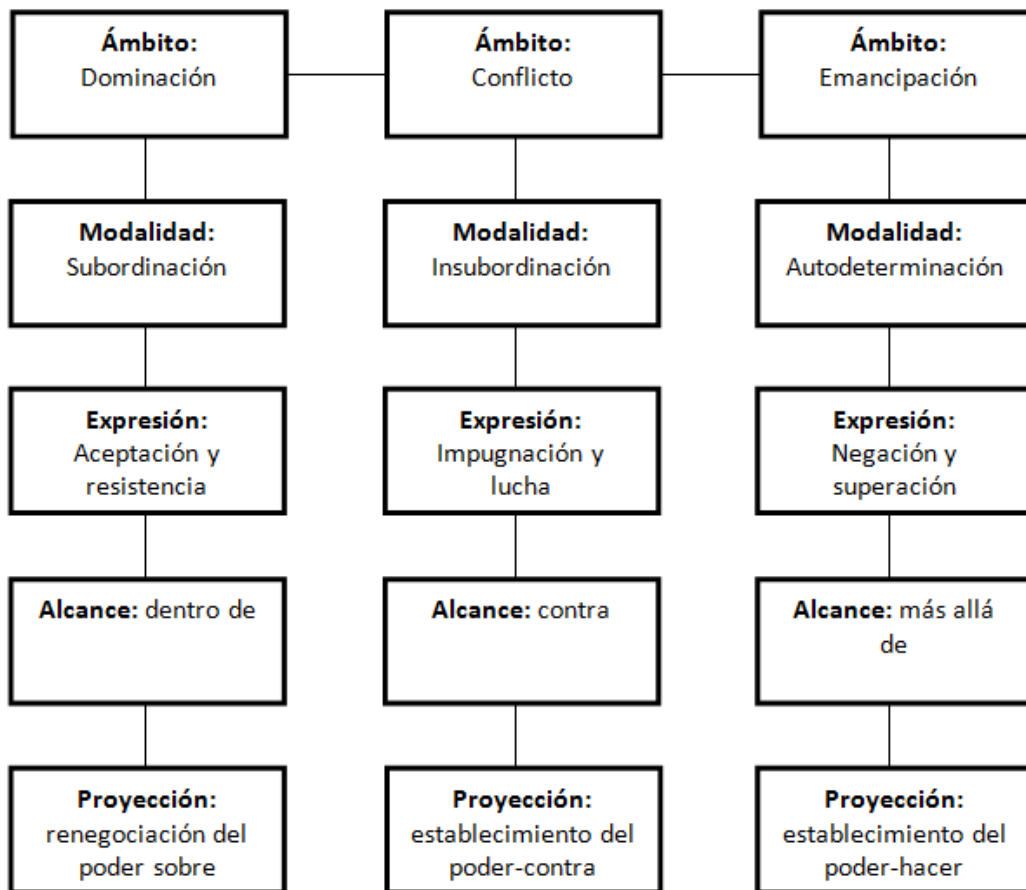 Ámbito:
Dominación
Ámbito:
Conflicto
Ámbito:
Emancipación
Modalidad:
Subordinación
Modalidad:
Insubordinación
Modalidad:
Autodeterminación
Expresión:
Aceptación y
resistencia
Expresión:
Impugnación y
lucha
Expresión:
Negación y
superación
Alcance: dentro de
Alcance: contra
Alcance: más allá
de
Proyección:
renegociación del
poder sobre
Proyección:
establecimiento del
poder-contra
Proyección:
establecimiento del
poder-hacer